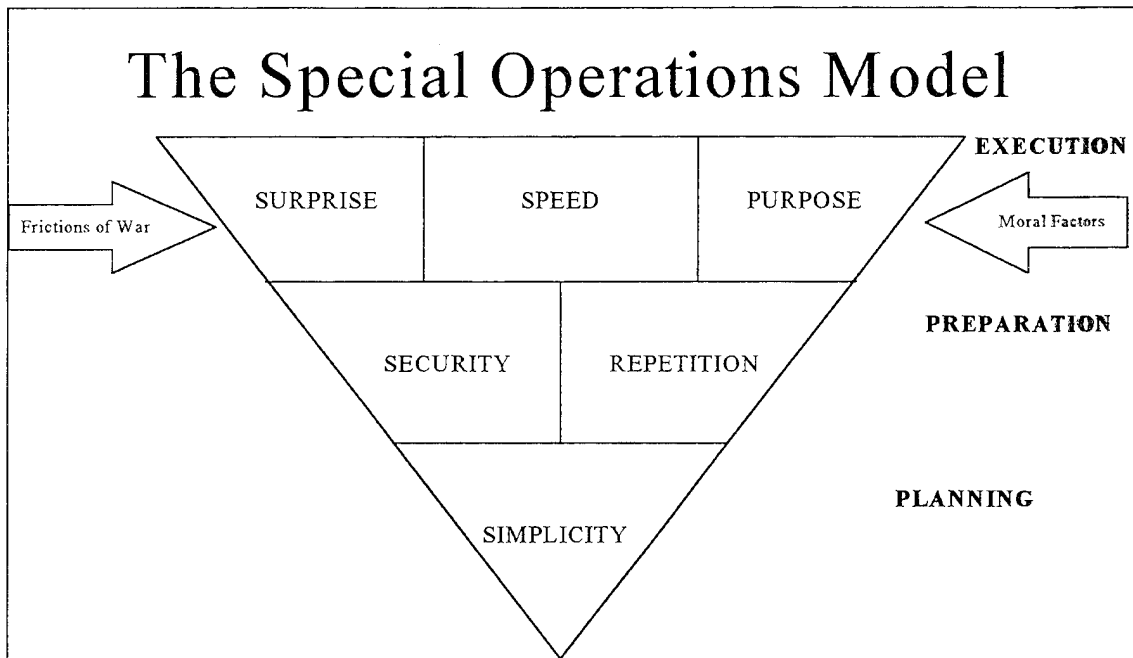 The Special Operations Model
EXECUTION
SURPRISE SPEED PURPOSE
Frictions of War
Moral Factors
PREPARATION
SECURITY REPETITION
PLANNING
SIMPLICITY